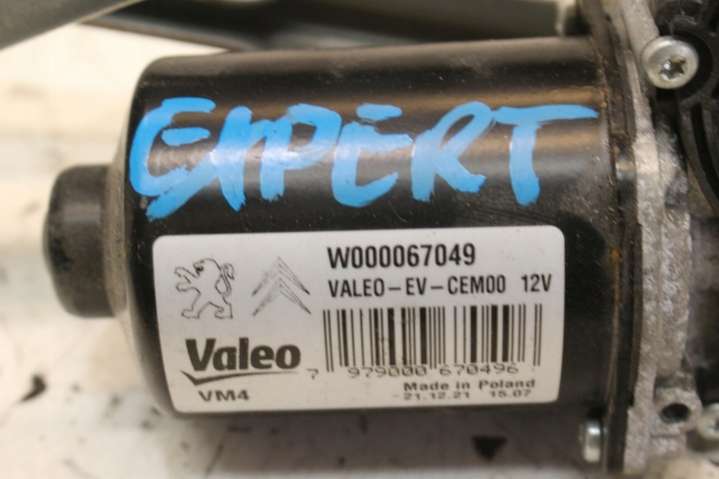 EXPERT
W000067049
VALEO-EV-CEM00 12V
Valeo
7 979000 670496
VM4
Made in Poland
21.12.21 15.07